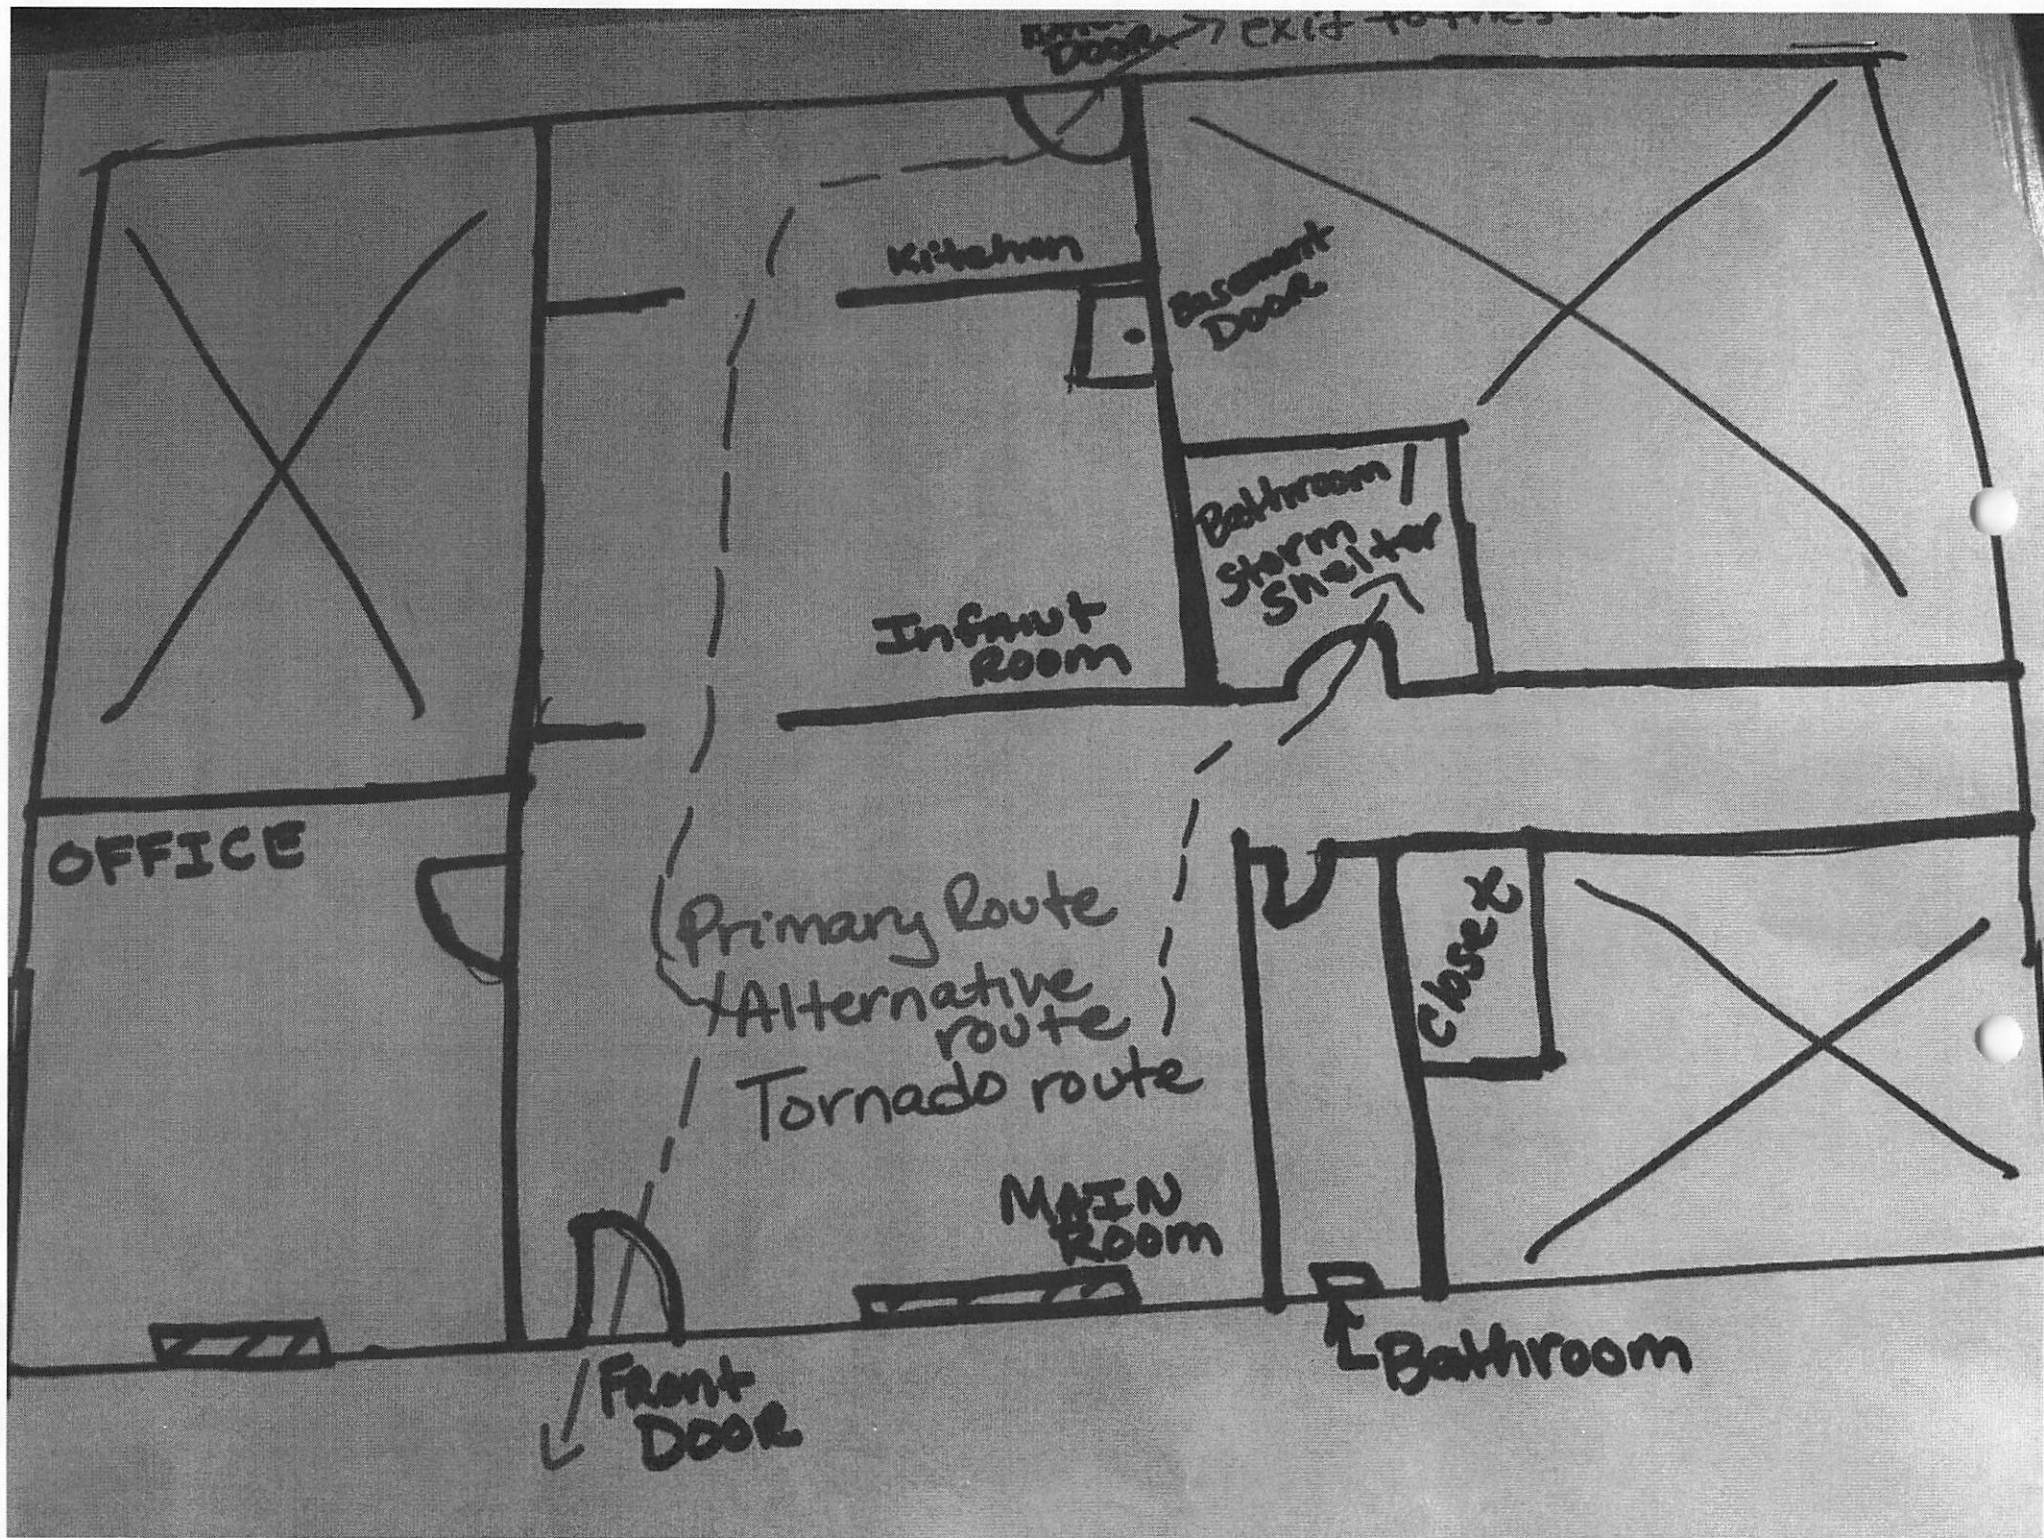 DOOR → exit to the
Kitchen
Basement
DOOR
Bathroom/
Storm
Shelter
Infant
Room
OFFICE
Primary Route
Alternative
route
Tornado route
Closet
MAIN
Room
Front
DOOR
Bathroom